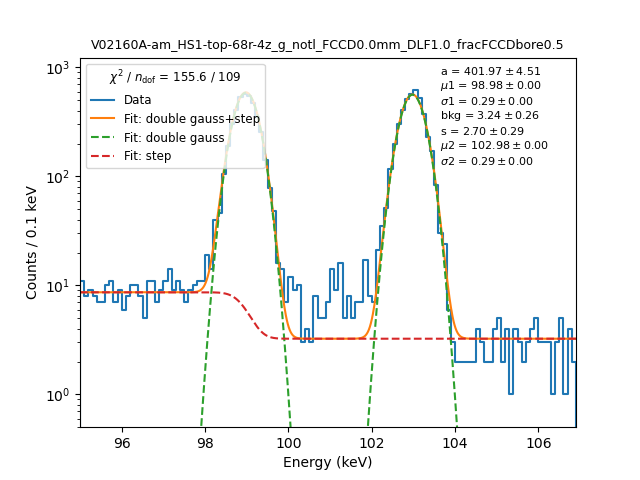 V02160A-am_HS1-top-68r-4z_g_notl_FCCD0.0mm_DLF1.0_fracFCCDbore0.5
χ² / n_dof = 155.6 / 109
Data
Fit: double gauss+step
Fit: double gauss
Fit: step
a = 401.97 ± 4.51
μ1 = 98.98 ± 0.00
σ1 = 0.29 ± 0.00
bkg = 3.24 ± 0.26
s = 2.70 ± 0.29
μ2 = 102.98 ± 0.00
σ2 = 0.29 ± 0.00
Counts / 0.1 keV
10³
10²
10¹
10⁰
96 98 100 102 104 106
Energy (keV)